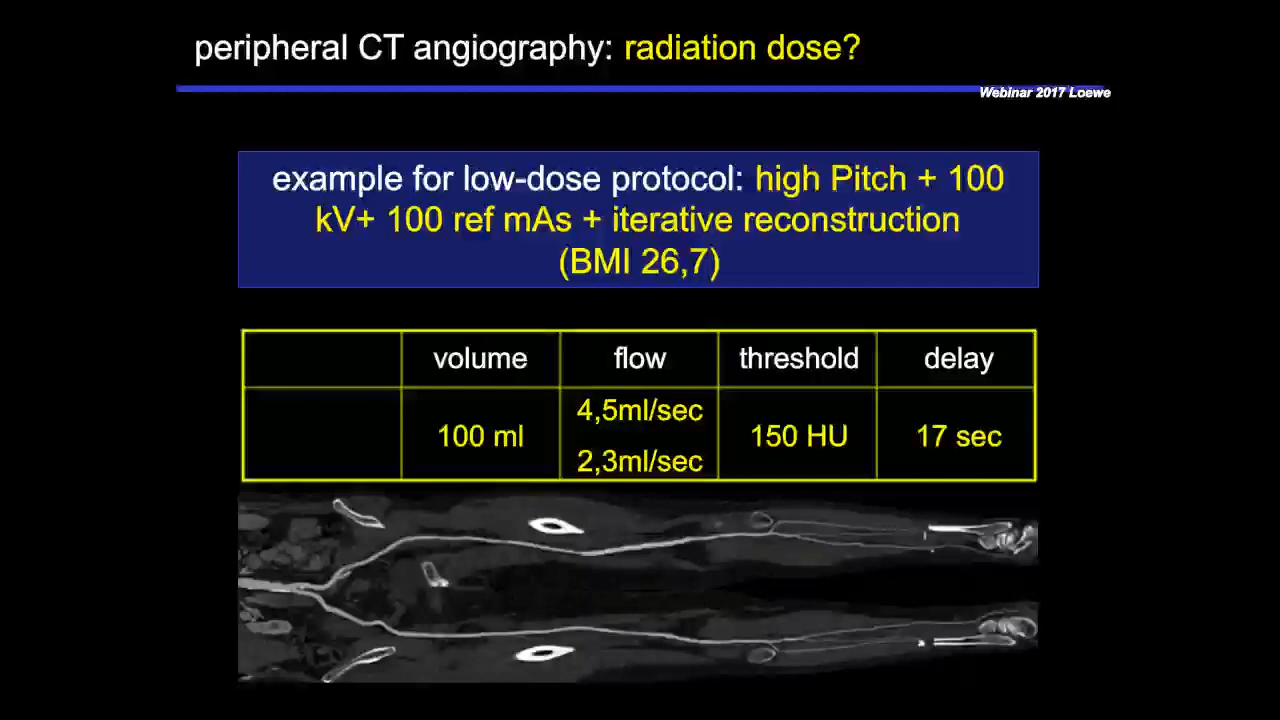 peripheral CT angiography: radiation dose?
Webinar 2017 Loewe
example for low-dose protocol: high Pitch + 100
kV+ 100 ref mAs + iterative reconstruction
(BMI 26,7)
volume flow threshold delay
4,5ml/sec
100 ml 150 HU 17 sec
2,3ml/sec